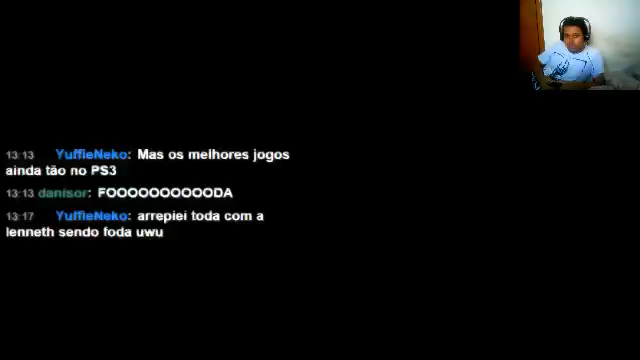 13:13 YuffieNeko: Mas os melhores jogos
ainda tão no PS3
13:13 danisor: FOOOOOOOOOODA
13:17 YuffieNeko: arrepiei toda com a
lenneth sendo foda uwu